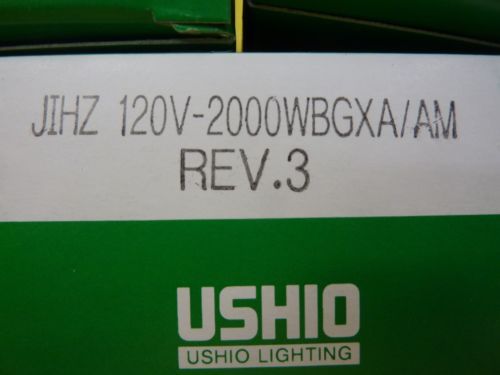 JIHZ 120V-2000WBGXA/AM
REV.3
USHIO
USHIO LIGHTING